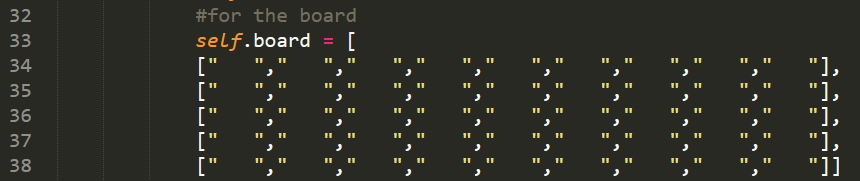 32 #for the board
33 self.board = [
34 ["   ","   ","   ","   ","   ","   ","   ","   ","   "],
35 ["   ","   ","   ","   ","   ","   ","   ","   ","   "],
36 ["   ","   ","   ","   ","   ","   ","   ","   ","   "],
37 ["   ","   ","   ","   ","   ","   ","   ","   ","   "],
38 ["   ","   ","   ","   ","   ","   ","   ","   ","   "]]